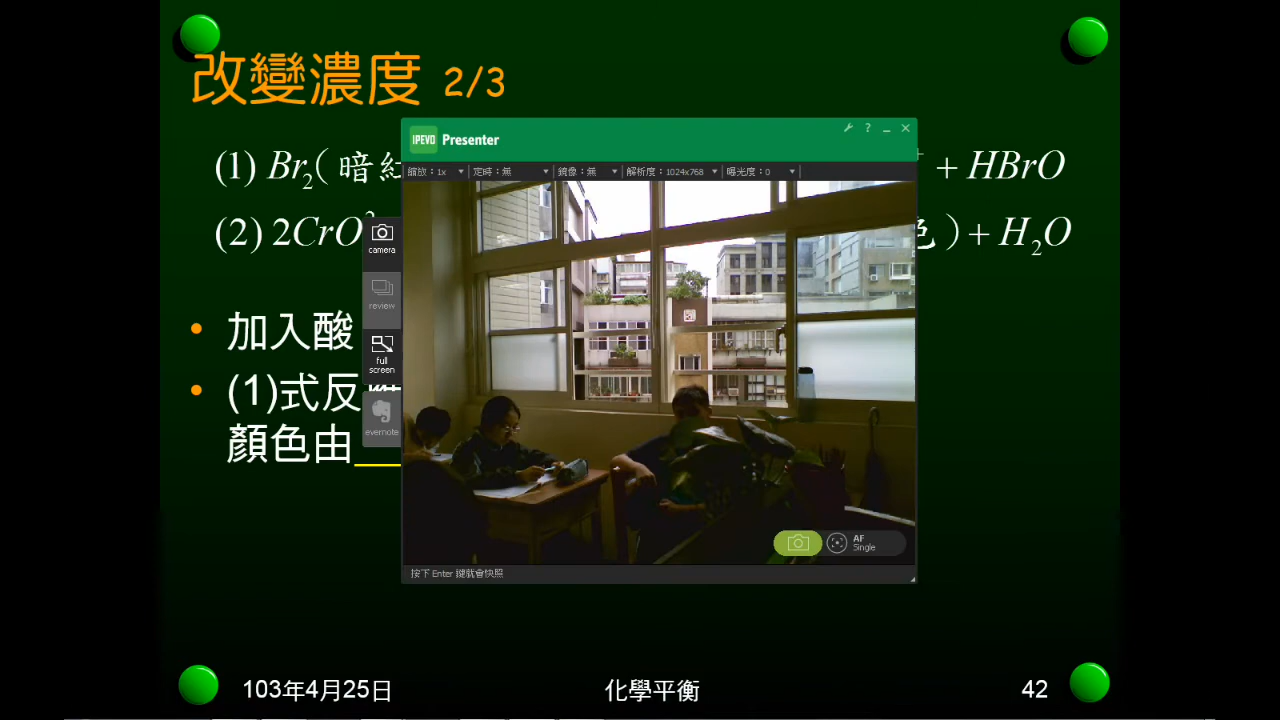 改變濃度 2/3
IPEVO Presenter
(1) Br₂(暗紅
+ HBrO
縮放：1x 定時：無 鏡像：無 解析度：1024x768 曝光度：0
(2) 2CrO
色)+ H₂O
camera
review
full screen
evernote
加入酸
(1)式反
顏色由
AF
Single
按下 Enter 鍵就會快照
103年4月25日
化學平衡
42